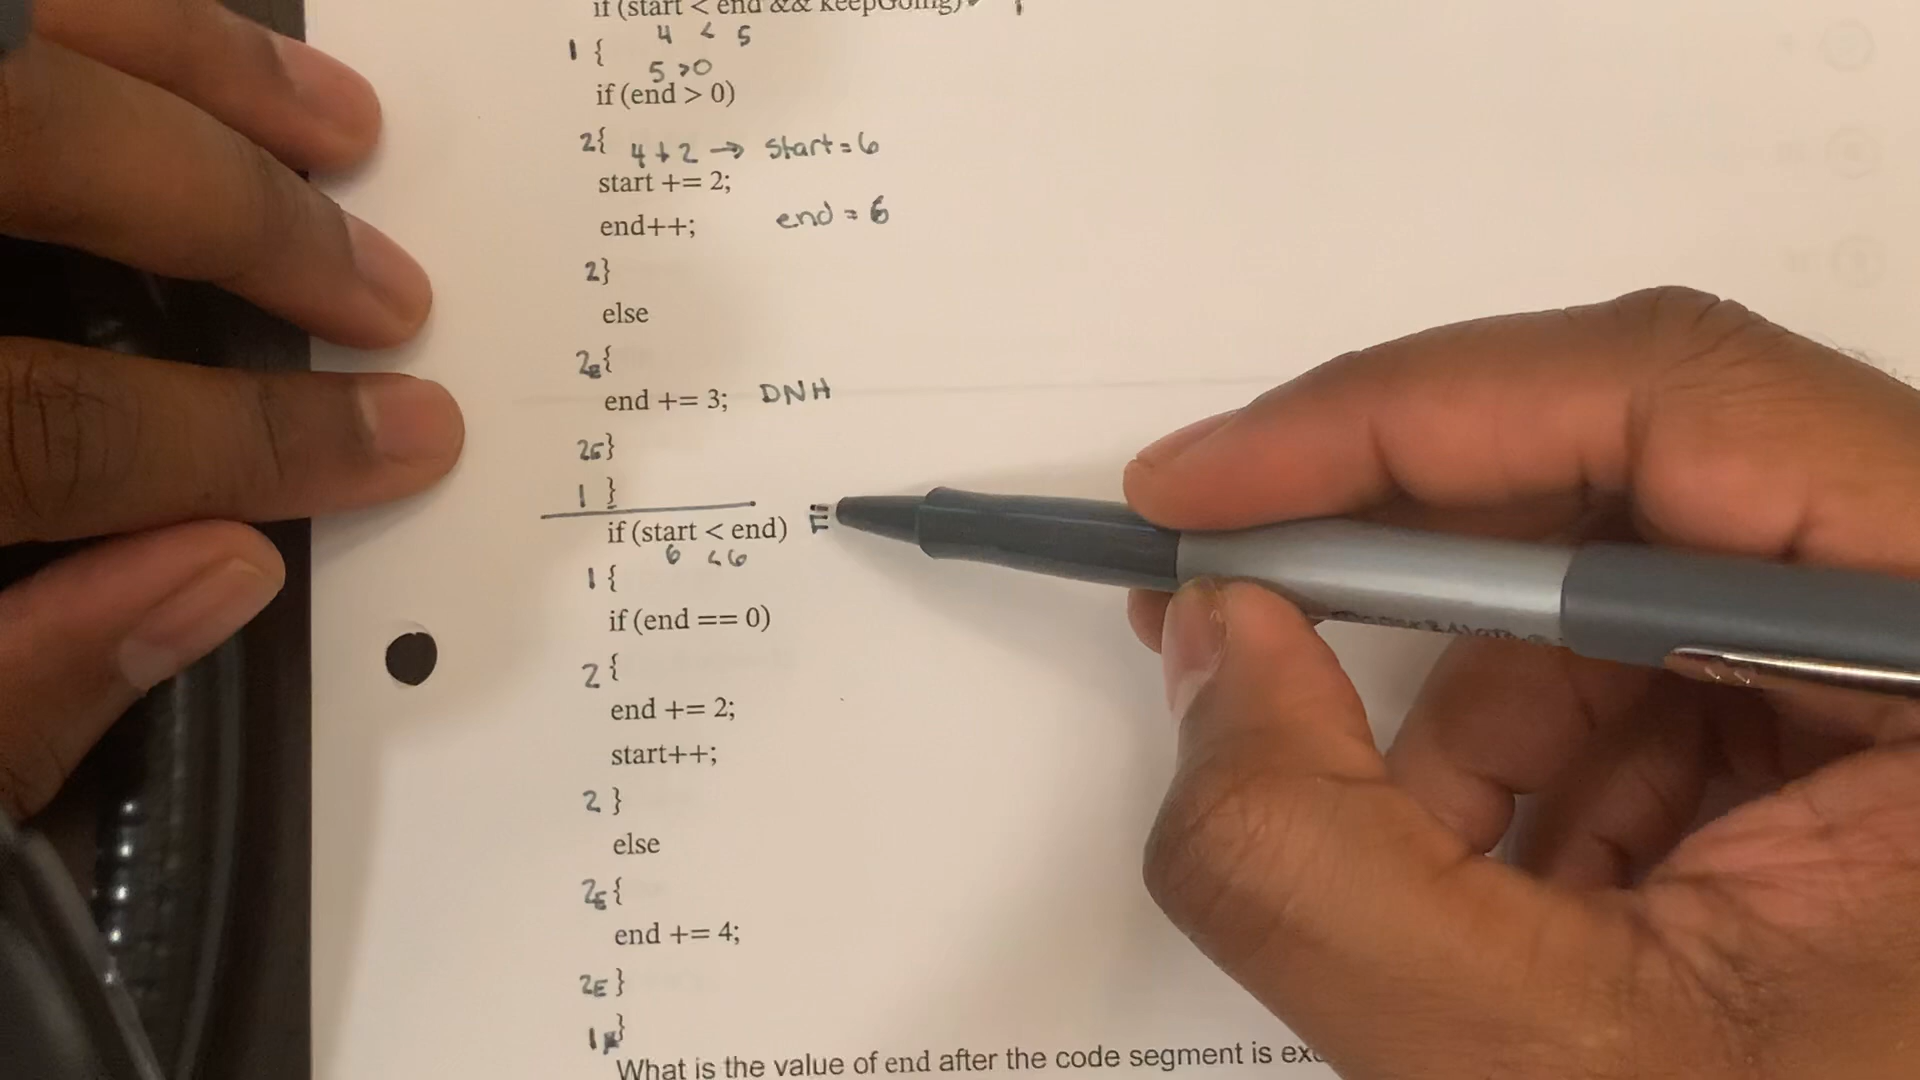 if (start < end && keepGoing)
4 < 5
1 {
5 >0
if (end > 0)
2{ 4+2 → start=6
start += 2;
end++; end = 6
2}
else
2E{
end += 3; DNH
2E}
1 }
if (start < end) F
6 <6
1 {
if (end == 0)
2 {
end += 2;
start++;
2 }
else
2E{
end += 4;
2E }
1 }
What is the value of end after the code segment is